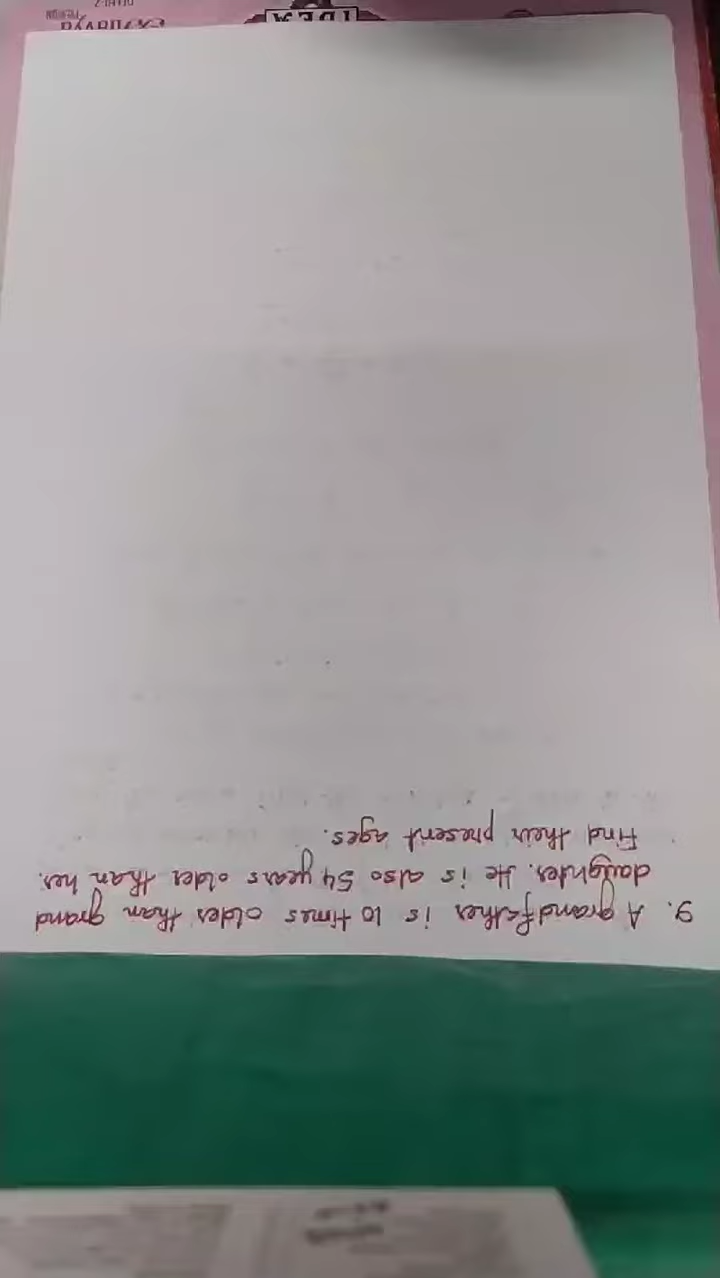 9. A grandfather is 10 times older than grand
daughter. He is also 54 years older than her.
Find their present ages.